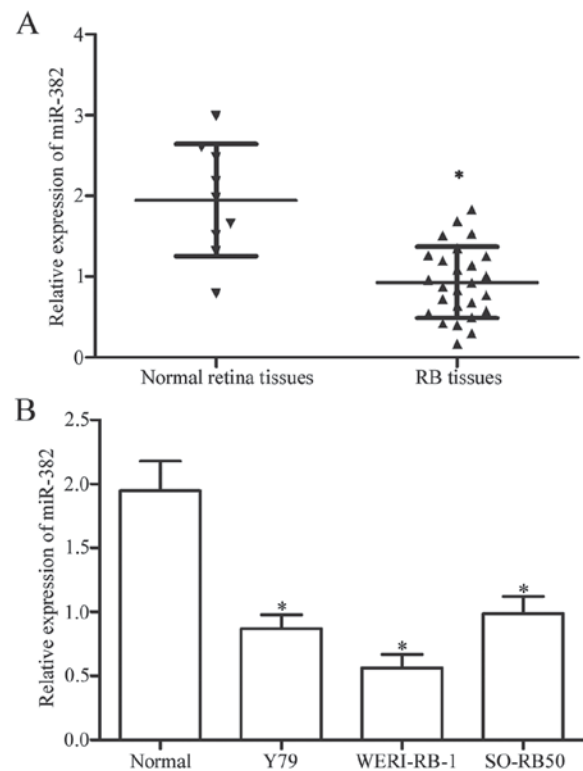 A
Relative expression of miR-382
4
3
2
1
0
*
Normal retina tissues
RB tissues
B
Relative expression of miR-382
2.5
2.0
1.5
1.0
0.5
0.0
*
*
*
Normal
Y79
WERI-RB-1
SO-RB50